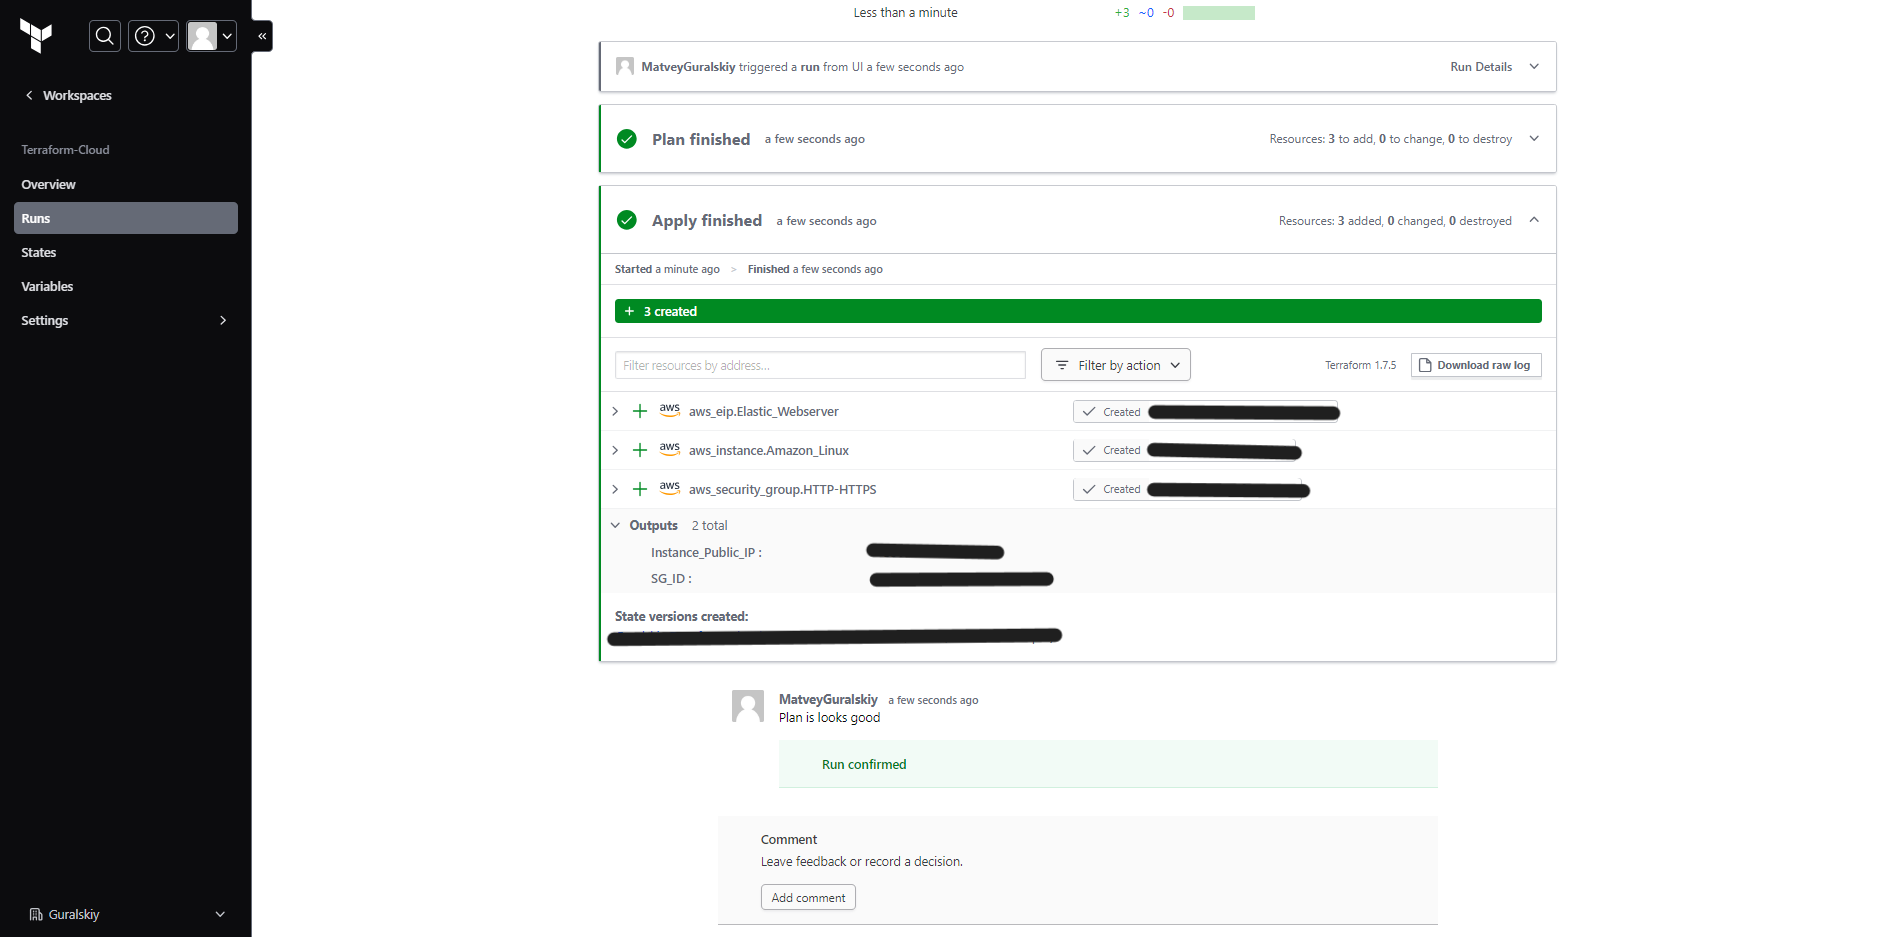 Less than a minute +3 ~0 -0
«
Workspaces
Terraform-Cloud
Overview
Runs
States
Variables
Settings
Guralskiy
MatveyGuralskiy triggered a run from UI a few seconds ago Run Details
Plan finished a few seconds ago Resources: 3 to add, 0 to change, 0 to destroy
Apply finished a few seconds ago Resources: 3 added, 0 changed, 0 destroyed
Started a minute ago > Finished a few seconds ago
+ 3 created
Filter resources by address... Filter by action Terraform 1.7.5 Download raw log
aws aws_eip.Elastic_Webserver Created
aws aws_instance.Amazon_Linux Created
aws aws_security_group.HTTP-HTTPS Created
Outputs 2 total
Instance_Public_IP :
SG_ID :
State versions created:
MatveyGuralskiy a few seconds ago
Plan is looks good
Run confirmed
Comment
Leave feedback or record a decision.
Add comment